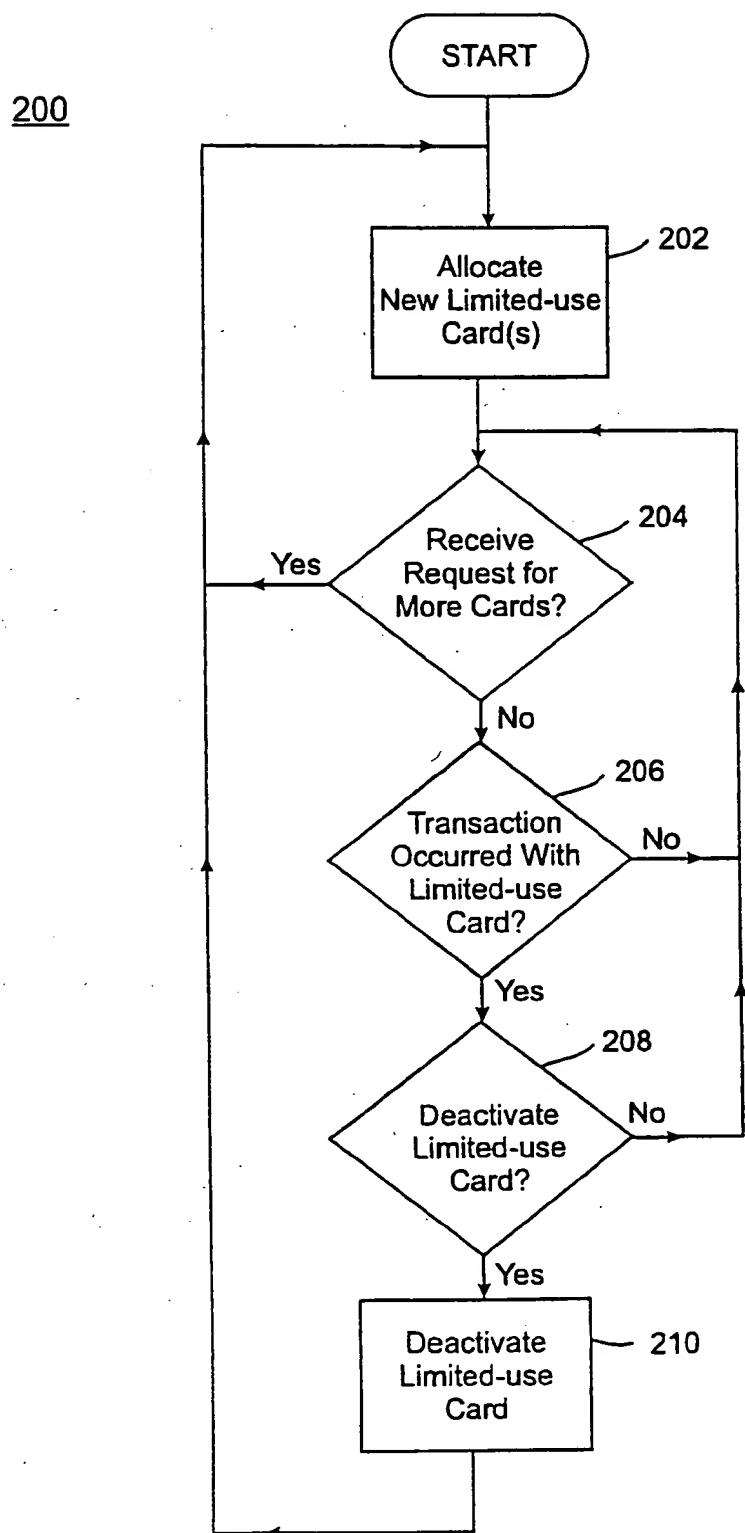 START
200
202
Allocate
New Limited-use
Card(s)
204
Receive
Request for
More Cards?
Yes
No
206
Transaction
Occurred With
Limited-use
Card?
No
Yes
208
Deactivate
Limited-use
Card?
No
Yes
210
Deactivate
Limited-use
Card